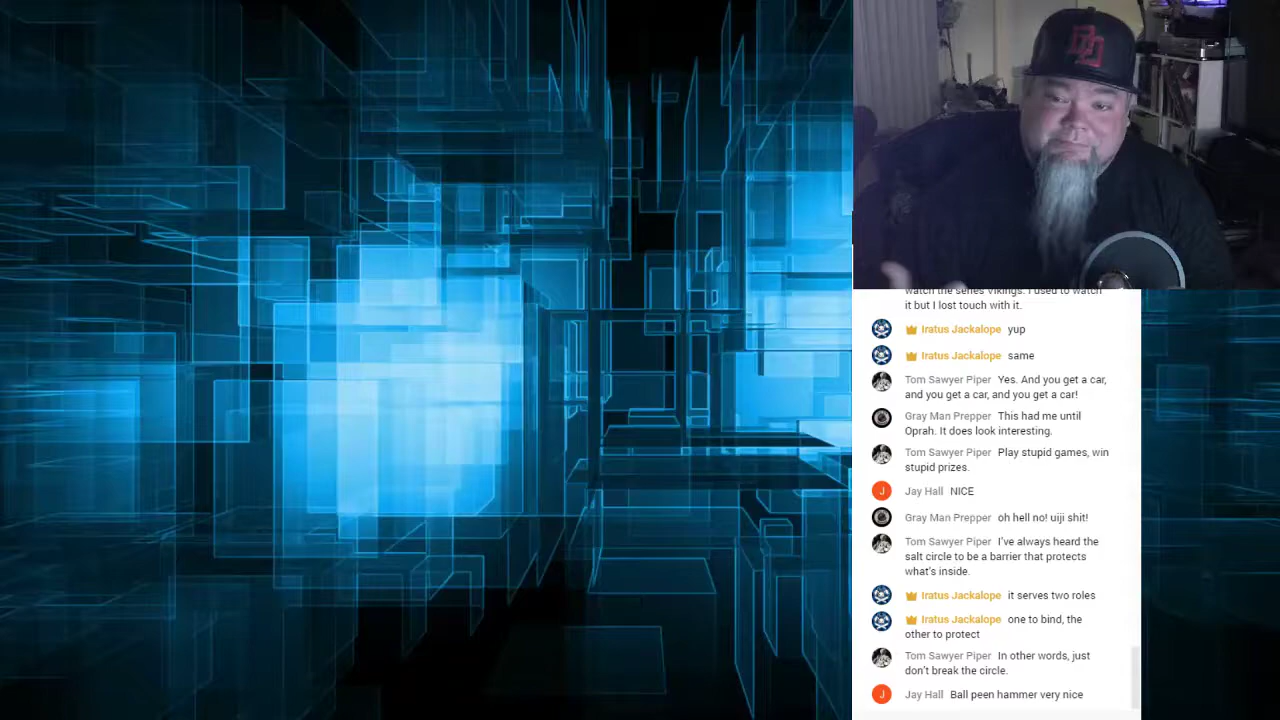 watch the series Vikings. I used to watch
it but I lost touch with it.
Iratus Jackalope yup
Iratus Jackalope same
Tom Sawyer Piper Yes. And you get a car,
and you get a car, and you get a car!
Gray Man Prepper This had me until
Oprah. It does look interesting.
Tom Sawyer Piper Play stupid games, win
stupid prizes.
J Jay Hall NICE
Gray Man Prepper oh hell no! uiji shit!
Tom Sawyer Piper I've always heard the
salt circle to be a barrier that protects
what's inside.
Iratus Jackalope it serves two roles
Iratus Jackalope one to bind, the
other to protect
Tom Sawyer Piper In other words, just
don't break the circle.
J Jay Hall Ball peen hammer very nice